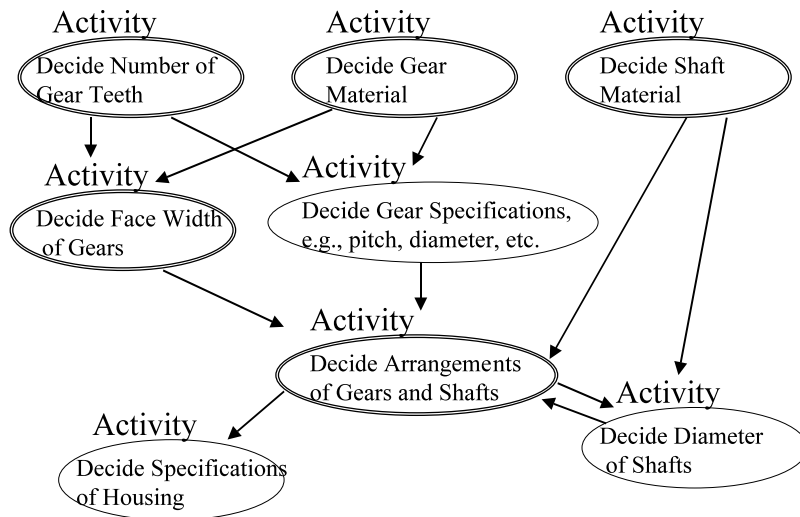 Activity
Decide Number of
Gear Teeth
Activity
Decide Gear
Material
Activity
Decide Shaft
Material
Activity
Decide Face Width
of Gears
Activity
Decide Gear Specifications,
e.g., pitch, diameter, etc.
Activity
Decide Arrangements
of Gears and Shafts
Activity
Decide Diameter
of Shafts
Activity
Decide Specifications
of Housing